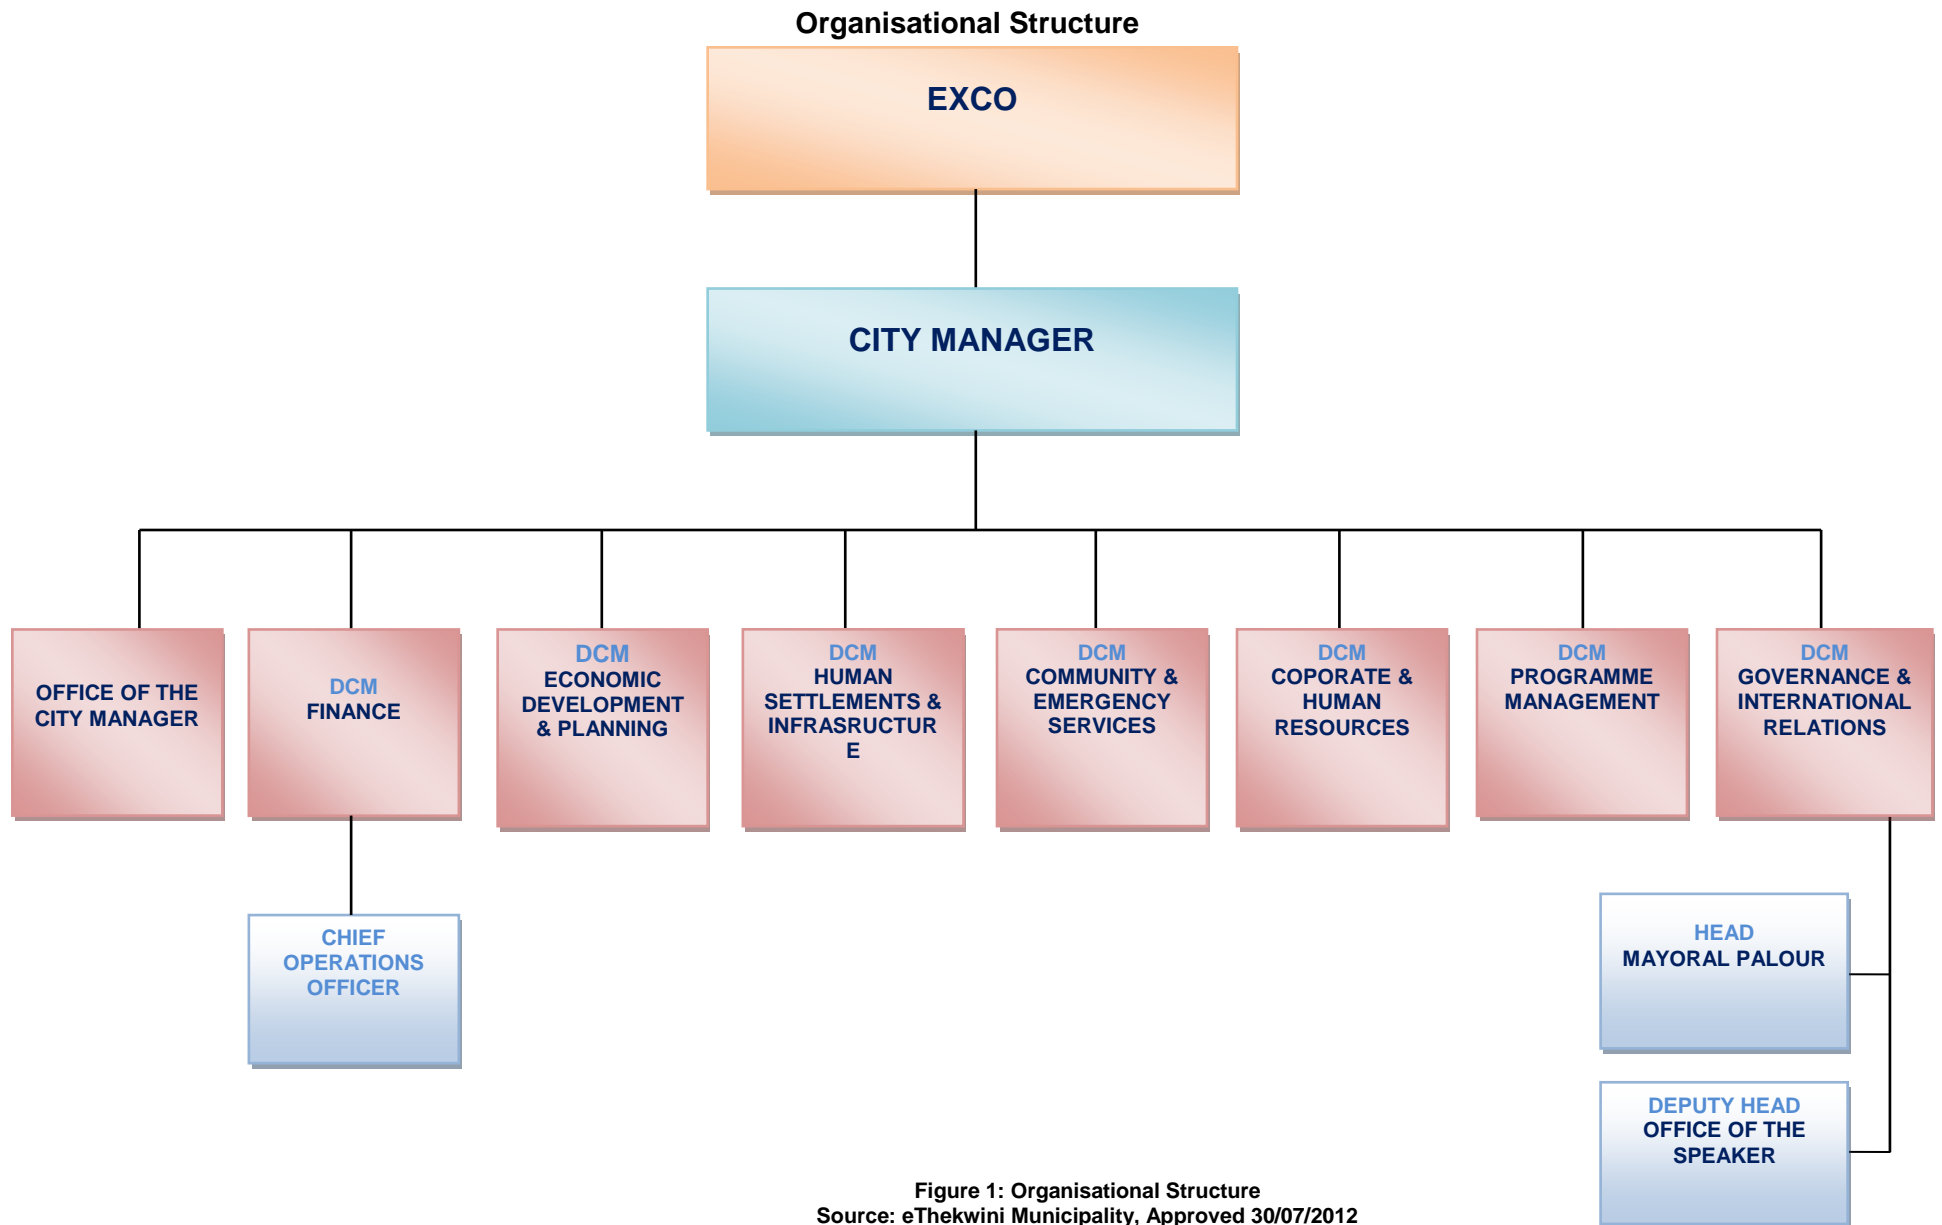 Organisational Structure
EXCO
CITY MANAGER
OFFICE OF THE
CITY MANAGER
DCM
FINANCE
DCM
ECONOMIC
DEVELOPMENT
& PLANNING
DCM
HUMAN
SETTLEMENTS &
INFRASRUCTUR
E
DCM
COMMUNITY &
EMERGENCY
SERVICES
DCM
COPORATE &
HUMAN
RESOURCES
DCM
PROGRAMME
MANAGEMENT
DCM
GOVERNANCE &
INTERNATIONAL
RELATIONS
CHIEF
OPERATIONS
OFFICER
HEAD
MAYORAL PALOUR
DEPUTY HEAD
OFFICE OF THE
SPEAKER
Figure 1: Organisational Structure
Source: eThekwini Municipality, Approved 30/07/2012